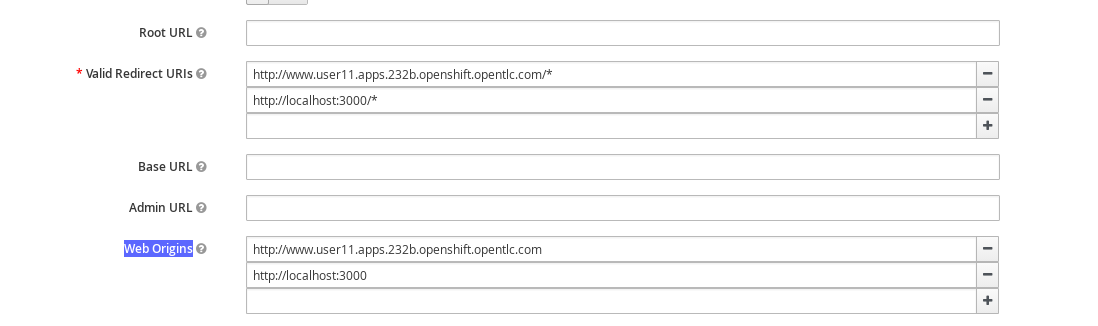 Root URL
* Valid Redirect URIs
http://www.user11.apps.232b.openshift.opentlc.com/*
http://localhost:3000/*
Base URL
Admin URL
Web Origins
http://www.user11.apps.232b.openshift.opentlc.com
http://localhost:3000